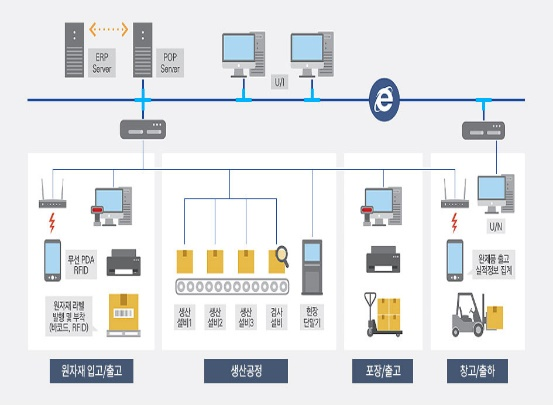 ERP
Server
POP
Server
U/I
무선 PDA
RFID
원자재 라벨
발행 및 부착
(바코드, RFID)
생산
설비1
생산
설비2
생산
설비3
검사
설비
현장
단말기
U/N
완제품 출고
실적정보 집계
원자재 입고/출고
생산공정
포장/출고
창고/출하